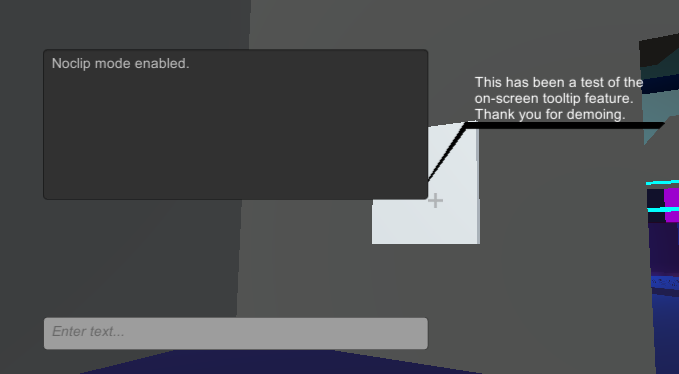 Noclip mode enabled.
This has been a test of the
on-screen tooltip feature.
Thank you for demoing.
Enter text...